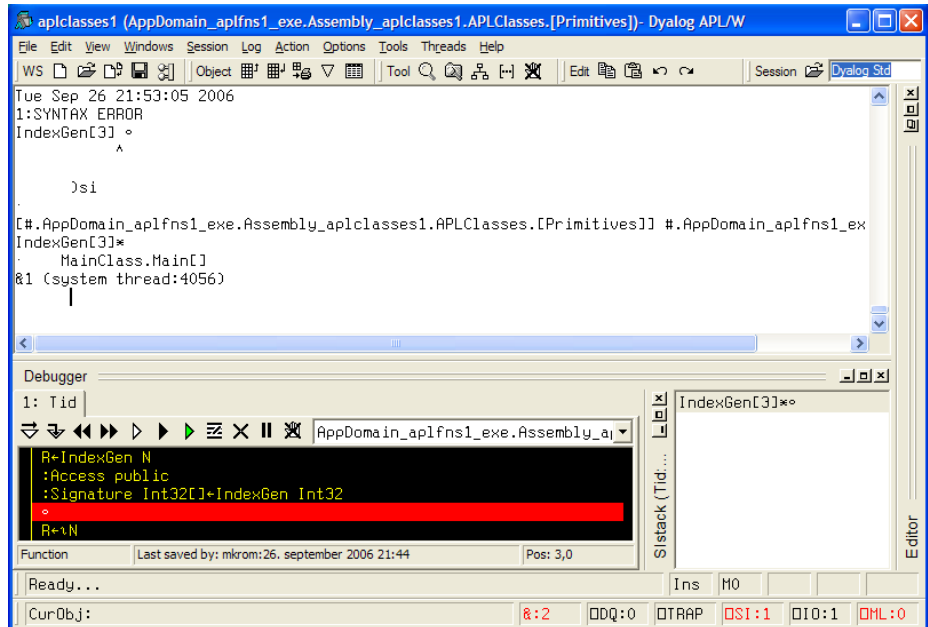 aplclasses1 (AppDomain_aplfns1_exe.Assembly_aplclasses1.APLClasses.[Primitives])- Dyalog APL/W
File Edit View Windows Session Log Action Options Tools Threads Help
WS Object Tool Edit Session Dyalog Std
Tue Sep 26 21:53:05 2006
1:SYNTAX ERROR
IndexGen[3] ∘
^
)si
·
[#.AppDomain_aplfns1_exe.Assembly_aplclasses1.APLClasses.[Primitives]] #.AppDomain_aplfns1_ex
IndexGen[3]*
· MainClass.Main[]
&1 (system thread:4056)
Debugger
1: Tid
AppDomain_aplfns1_exe.Assembly_a
R←IndexGen N
:Access public
:Signature Int32[]←IndexGen Int32
∘
R←⍳N
Function Last saved by: mkrom:26. september 2006 21:44 Pos: 3,0
SIstack (Tid:...
IndexGen[3]*∘
Editor
Ready... Ins MO
CurObj: &:2 ⎕DQ:0 ⎕TRAP ⎕SI:1 ⎕IO:1 ⎕ML:0